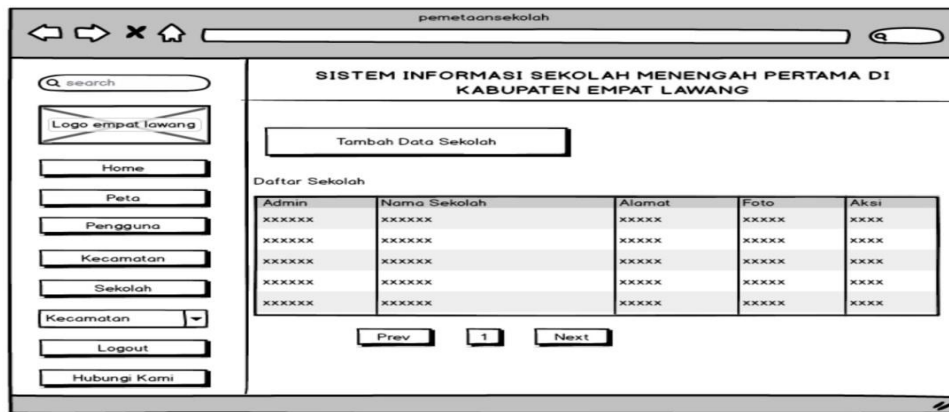 pemetaansekolah
search
Logo empat lawang
Home
Peta
Pengguna
Kecamatan
Sekolah
Kecamatan
Logout
Hubungi Kami
SISTEM INFORMASI SEKOLAH MENENGAH PERTAMA DI
KABUPATEN EMPAT LAWANG
Tambah Data Sekolah
Daftar Sekolah
Admin Nama Sekolah Alamat Foto Aksi
xxxxxx xxxxxx xxxxx xxxxx xxxx
xxxxxx xxxxxx xxxxx xxxxx xxxx
xxxxxx xxxxxx xxxxx xxxxx xxxx
xxxxxx xxxxxx xxxxx xxxxx xxxx
xxxxxx xxxxxx xxxxx xxxxx xxxx
Prev 1 Next